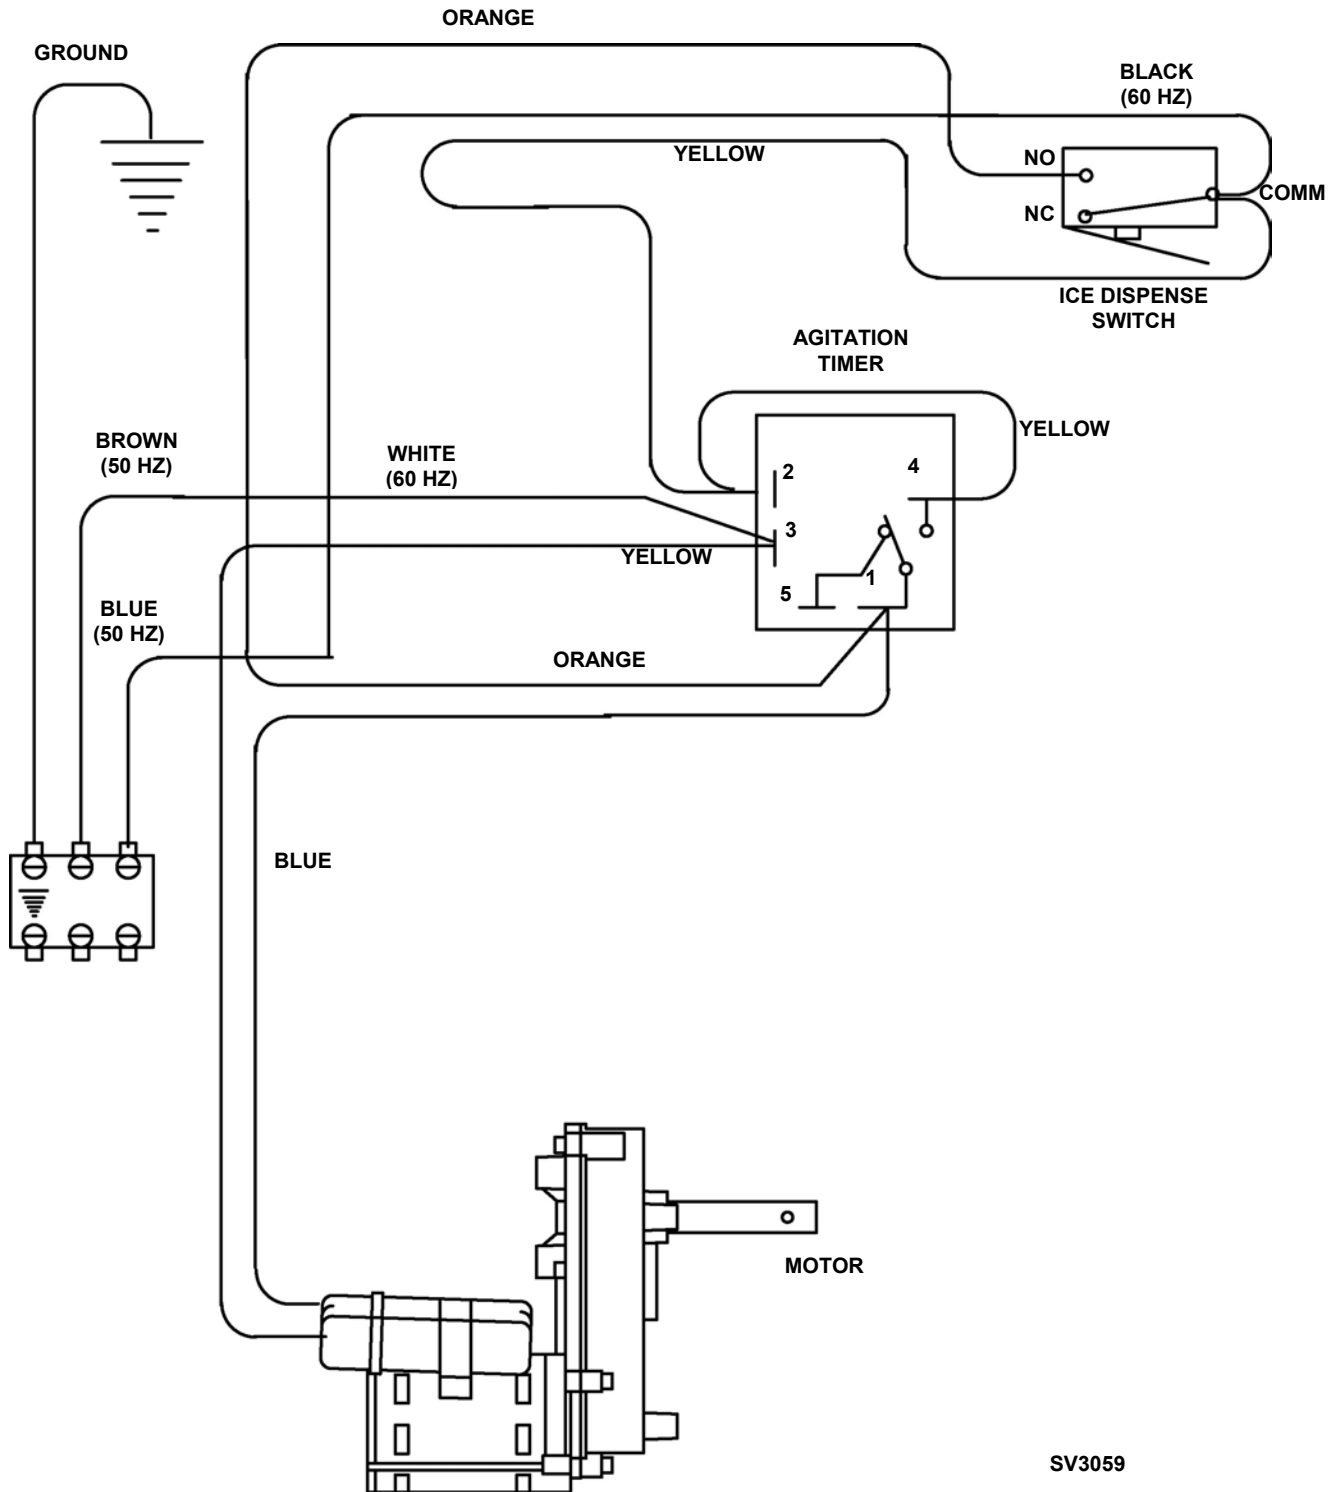 ORANGE
GROUND
BLACK
(60 HZ)
YELLOW
NO
COMM
NC
ICE DISPENSE
SWITCH
AGITATION
TIMER
YELLOW
BROWN
(50 HZ)
WHITE
(60 HZ)
2
4
3
YELLOW
1
5
BLUE
(50 HZ)
ORANGE
BLUE
MOTOR
SV3059